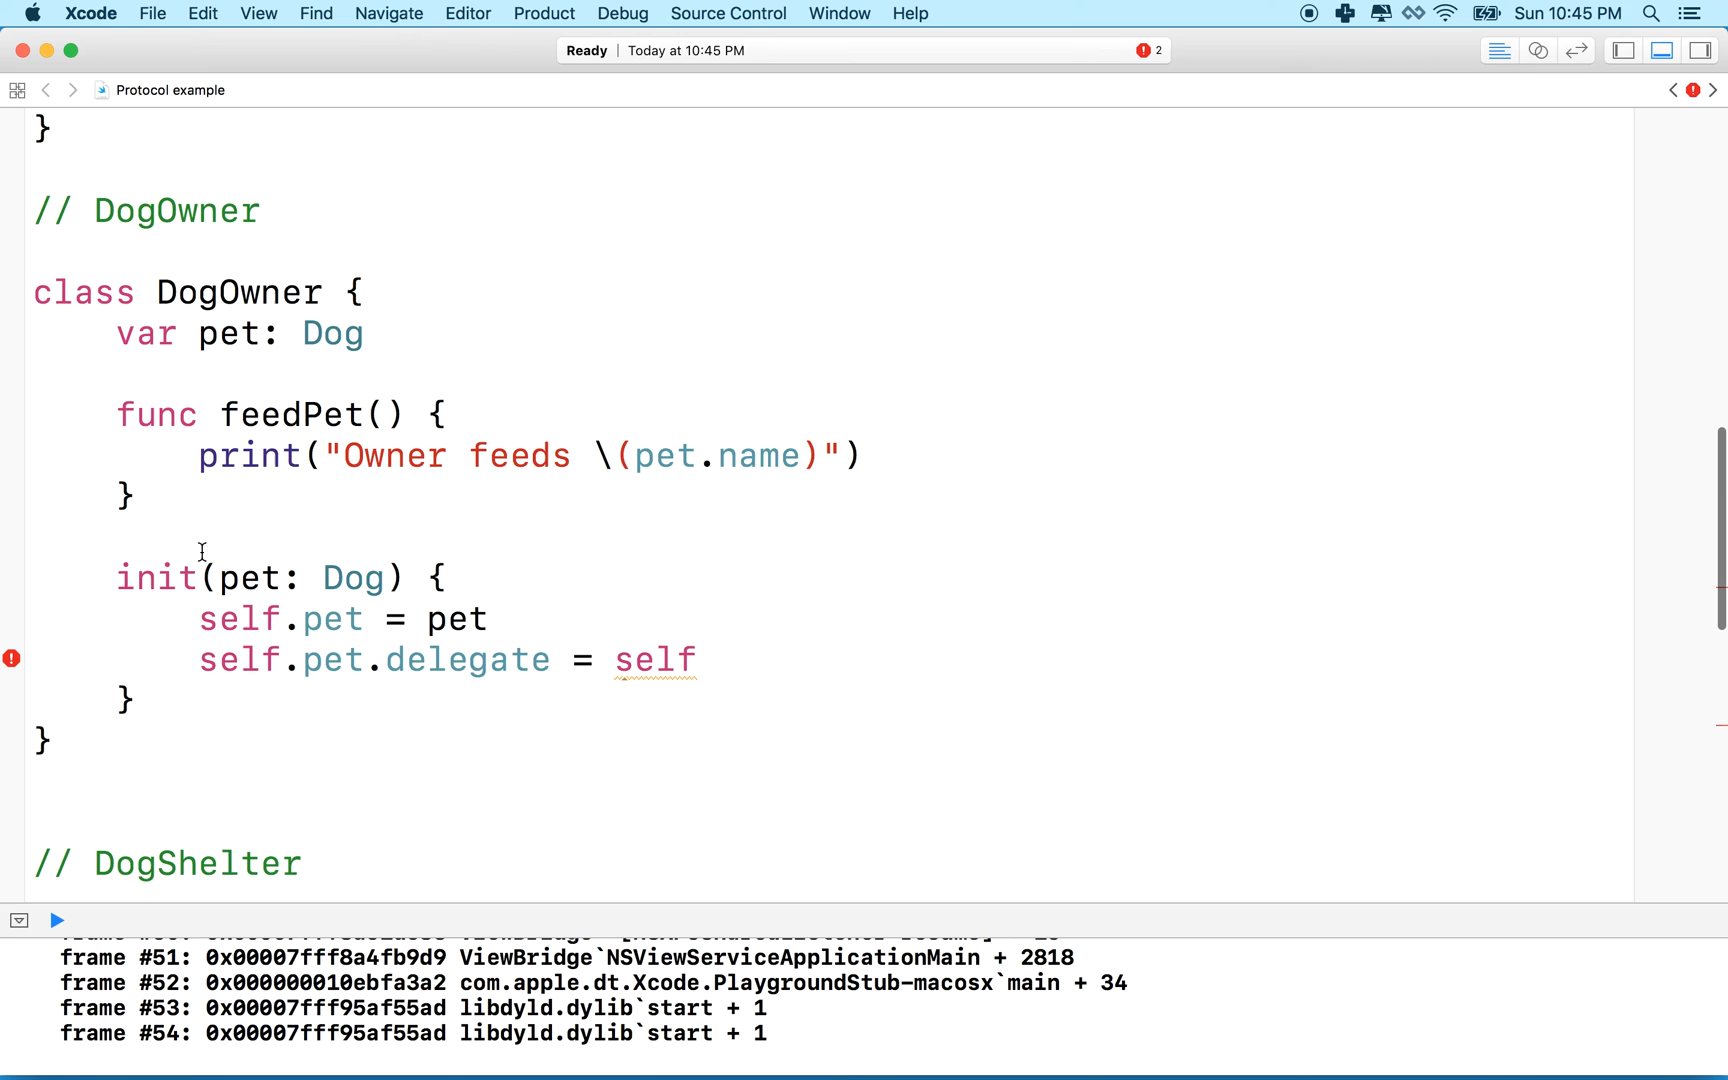 Xcode File Edit View Find Navigate Editor Product Debug Source Control Window Help Sun 10:45 PM
Ready | Today at 10:45 PM 2
Protocol example
}
// DogOwner
class DogOwner {
var pet: Dog
func feedPet() {
print("Owner feeds \(pet.name)")
}
init(pet: Dog) {
self.pet = pet
self.pet.delegate = self
}
}
// DogShelter
frame #51: 0x00007fff8a4fb9d9 ViewBridge`NSViewServiceApplicationMain + 2818
frame #52: 0x000000010ebfa3a2 com.apple.dt.Xcode.PlaygroundStub-macosx`main + 34
frame #53: 0x00007fff95af55ad libdyld.dylib`start + 1
frame #54: 0x00007fff95af55ad libdyld.dylib`start + 1